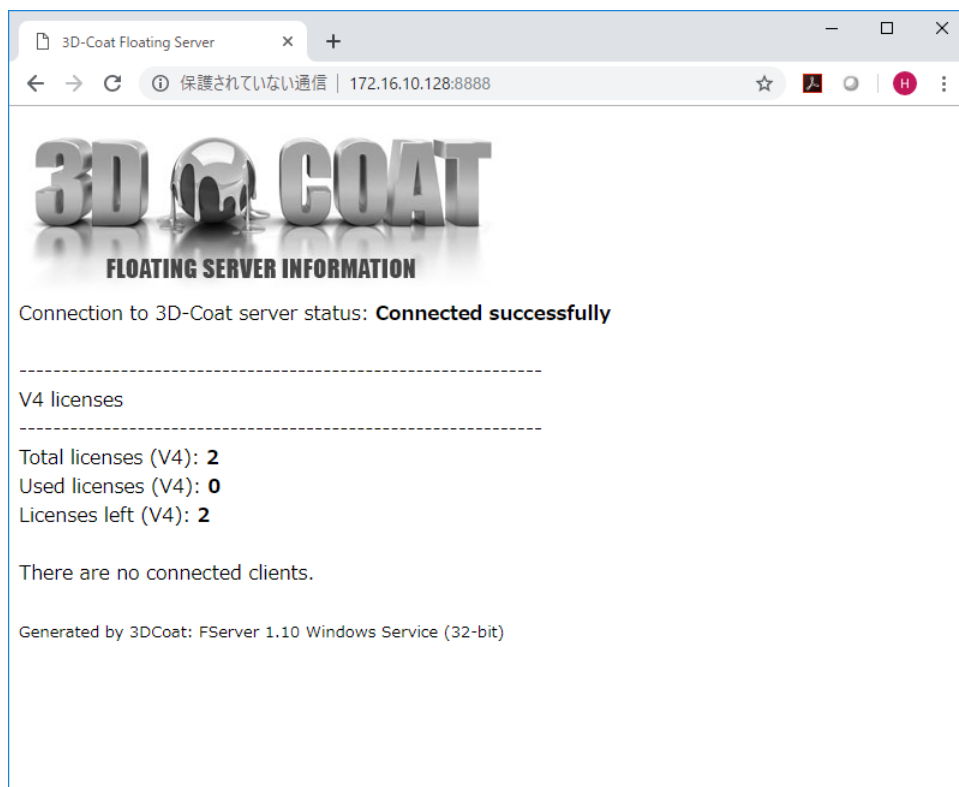 3D-Coat Floating Server
保護されていない通信 | 172.16.10.128:8888
H
3D COAT
FLOATING SERVER INFORMATION
Connection to 3D-Coat server status: Connected successfully
--------------------------------------------------------------
V4 licenses
--------------------------------------------------------------
Total licenses (V4): 2
Used licenses (V4): 0
Licenses left (V4): 2
There are no connected clients.
Generated by 3DCoat: FServer 1.10 Windows Service (32-bit)